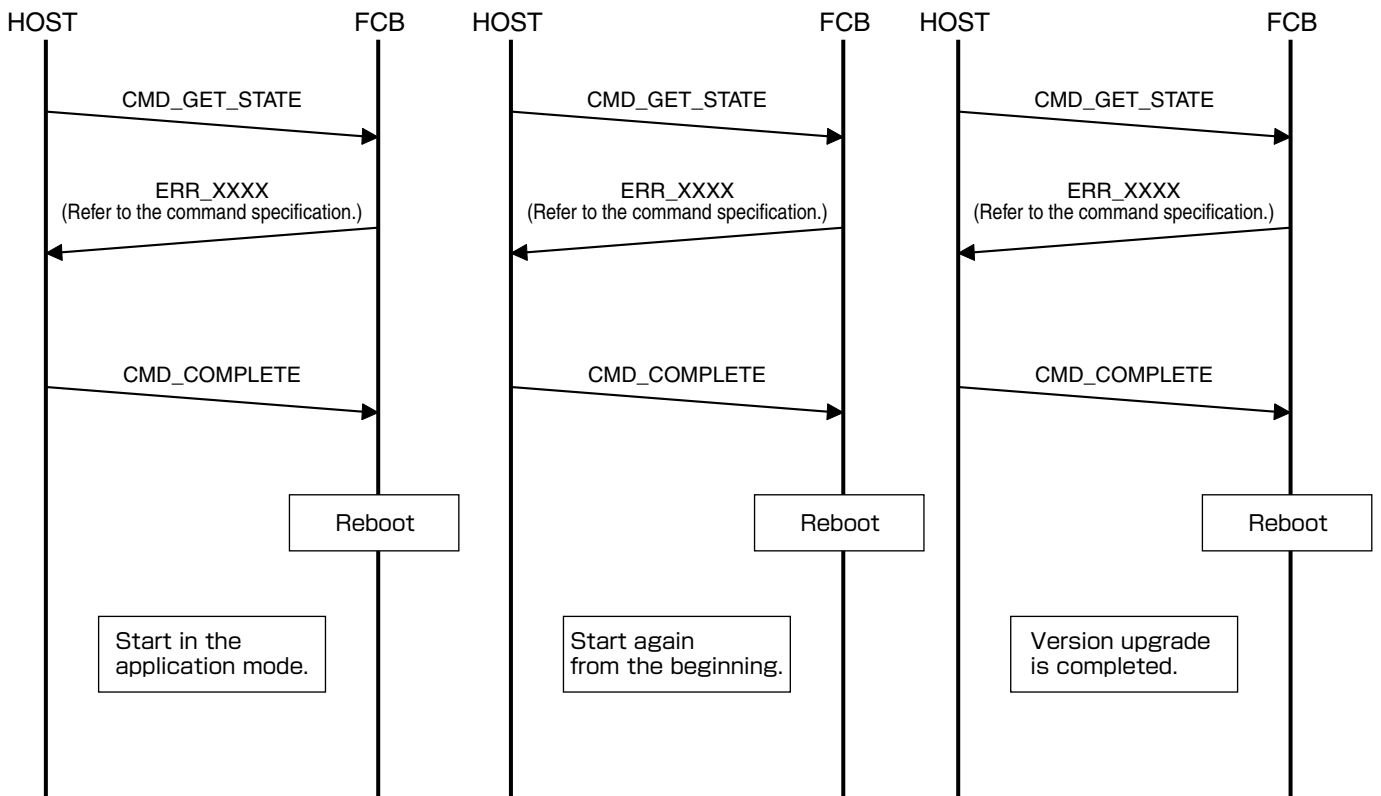 HOST FCB HOST FCB HOST FCB
CMD_GET_STATE CMD_GET_STATE CMD_GET_STATE
ERR_XXXX ERR_XXXX ERR_XXXX
(Refer to the command specification.) (Refer to the command specification.) (Refer to the command specification.)
CMD_COMPLETE CMD_COMPLETE CMD_COMPLETE
Reboot Reboot Reboot
Start in the Start again Version upgrade
application mode. from the beginning. is completed.